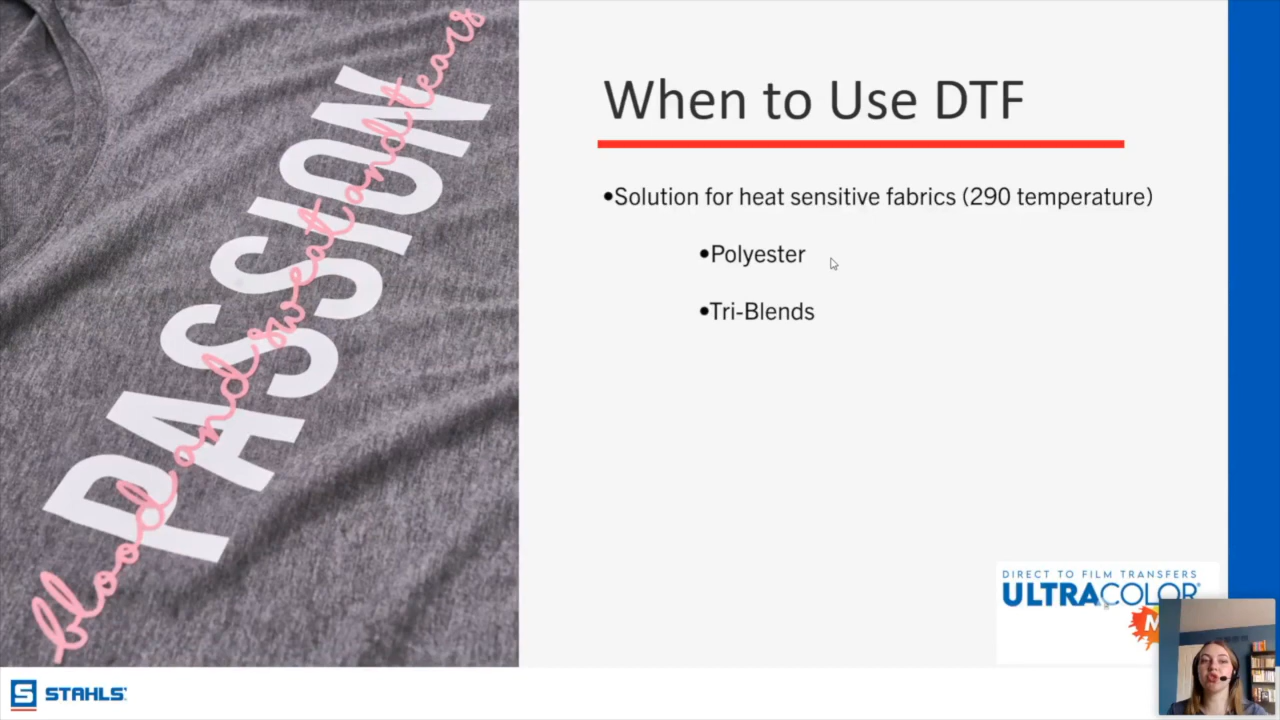 PASSION
blood and sweat and tears
When to Use DTF
•Solution for heat sensitive fabrics (290 temperature)
•Polyester
•Tri-Blends
DIRECT TO FILM TRANSFERS
ULTRACOLOR
S STAHLS'